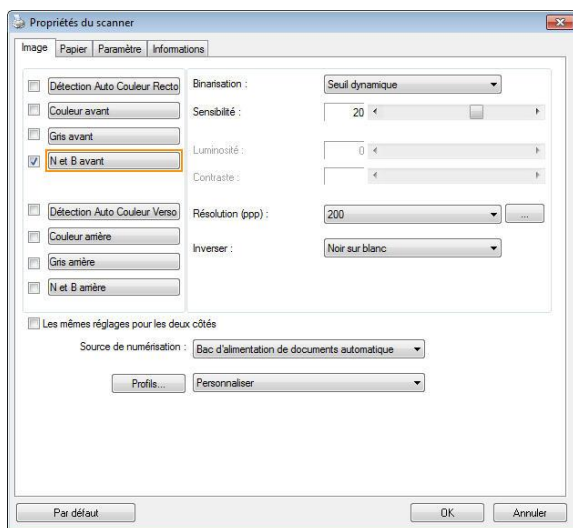 Propriétés du scanner
Image Papier Paramètre Informations
Détection Auto Couleur Recto
Couleur avant
Gris avant
N et B avant
Détection Auto Couleur Verso
Couleur arrière
Gris arrière
N et B arrière
Binarisation : Seuil dynamique
Sensibilité : 20
Luminosité : 0
Contraste :
Résolution (ppp) : 200 ...
Inverser : Noir sur blanc
Les mêmes réglages pour les deux côtés
Source de numérisation : Bac d'alimentation de documents automatique
Profils... Personnaliser
Par défaut OK Annuler